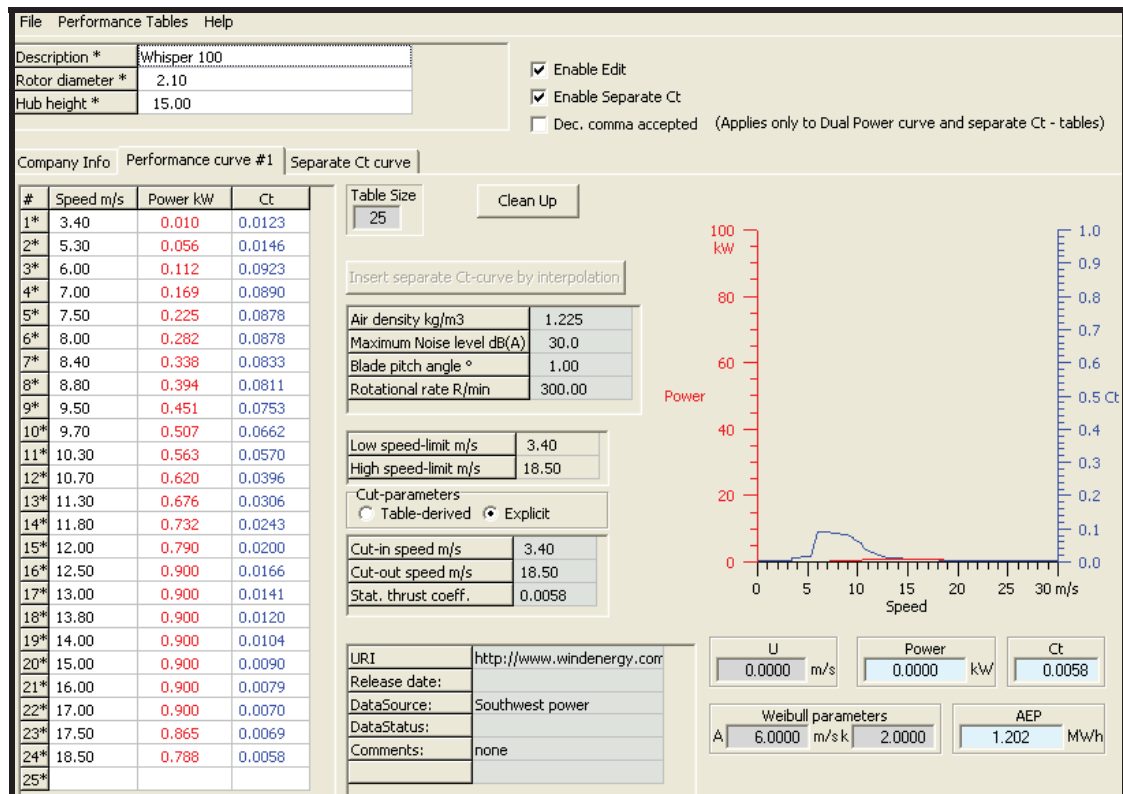 File Performance Tables Help
Description * Whisper 100
Rotor diameter * 2.10
Hub height * 15.00
Enable Edit
Enable Separate Ct
Dec. comma accepted (Applies only to Dual Power curve and separate Ct - tables)
Company Info Performance curve #1 Separate Ct curve
# Speed m/s Power kW Ct
1* 3.40 0.010 0.0123
2* 5.30 0.056 0.0146
3* 6.00 0.112 0.0923
4* 7.00 0.169 0.0890
5* 7.50 0.225 0.0878
6* 8.00 0.282 0.0878
7* 8.40 0.338 0.0833
8* 8.80 0.394 0.0811
9* 9.50 0.451 0.0753
10* 9.70 0.507 0.0662
11* 10.30 0.563 0.0570
12* 10.70 0.620 0.0396
13* 11.30 0.676 0.0306
14* 11.80 0.732 0.0243
15* 12.00 0.790 0.0200
16* 12.50 0.900 0.0166
17* 13.00 0.900 0.0141
18* 13.80 0.900 0.0120
19* 14.00 0.900 0.0104
20* 15.00 0.900 0.0090
21* 16.00 0.900 0.0079
22* 17.00 0.900 0.0070
23* 17.50 0.865 0.0069
24* 18.50 0.788 0.0058
25*
Table Size
25
Clean Up
Insert separate Ct-curve by interpolation
Air density kg/m3 1.225
Maximum Noise level dB(A) 30.0
Blade pitch angle ° 1.00
Rotational rate R/min 300.00
Low speed-limit m/s 3.40
High speed-limit m/s 18.50
Cut-parameters
Table-derived Explicit
Cut-in speed m/s 3.40
Cut-out speed m/s 18.50
Stat. thrust coeff. 0.0058
URI http://www.windenergy.com
Release date:
DataSource: Southwest power
DataStatus:
Comments: none
100
kW
80
60
Power
40
20
0
1.0
0.9
0.8
0.7
0.6
0.5 Ct
0.4
0.3
0.2
0.1
0.0
0 5 10 15 20 25 30 m/s
Speed
U
0.0000 m/s
Power
0.0000 kW
Ct
0.0058
Weibull parameters
A 6.0000 m/s k 2.0000
AEP
1.202 MWh